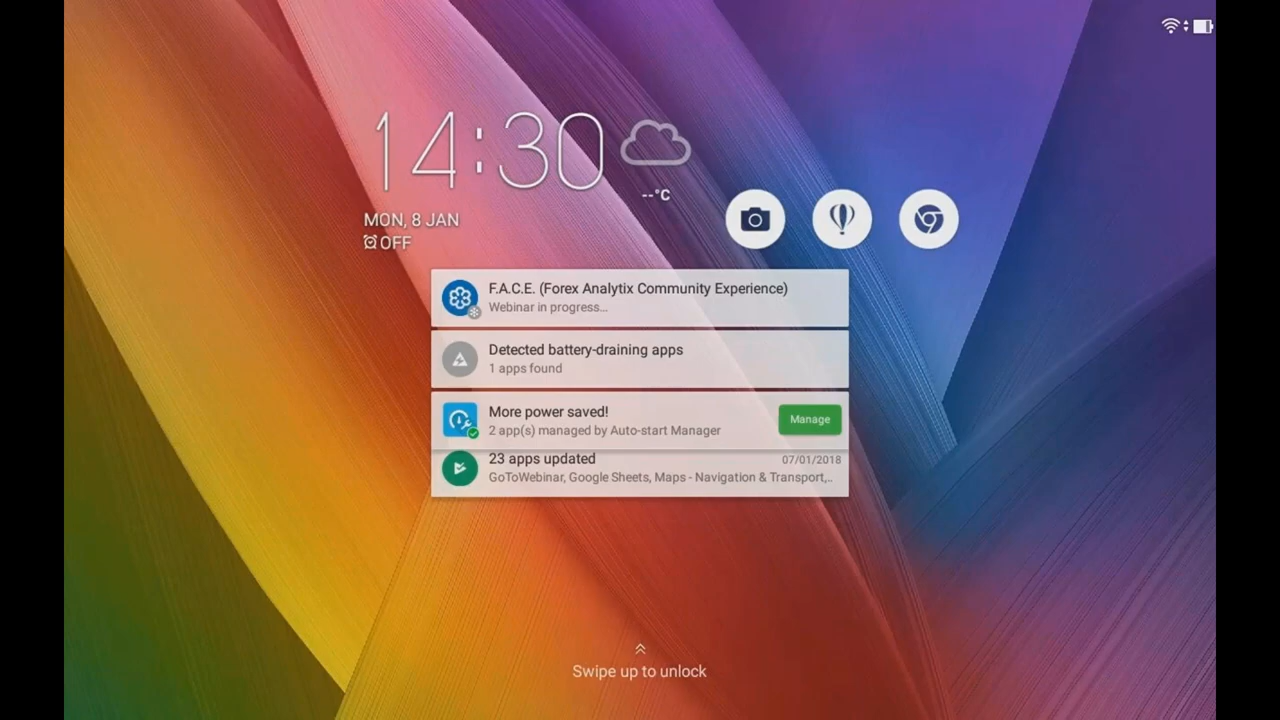 14:30
--°C
MON, 8 JAN
OFF
F.A.C.E. (Forex Analytix Community Experience)
Webinar in progress...
Detected battery-draining apps
1 apps found
More power saved!
2 app(s) managed by Auto-start Manager
Manage
23 apps updated
07/01/2018
GoToWebinar, Google Sheets, Maps - Navigation & Transport,..
Swipe up to unlock